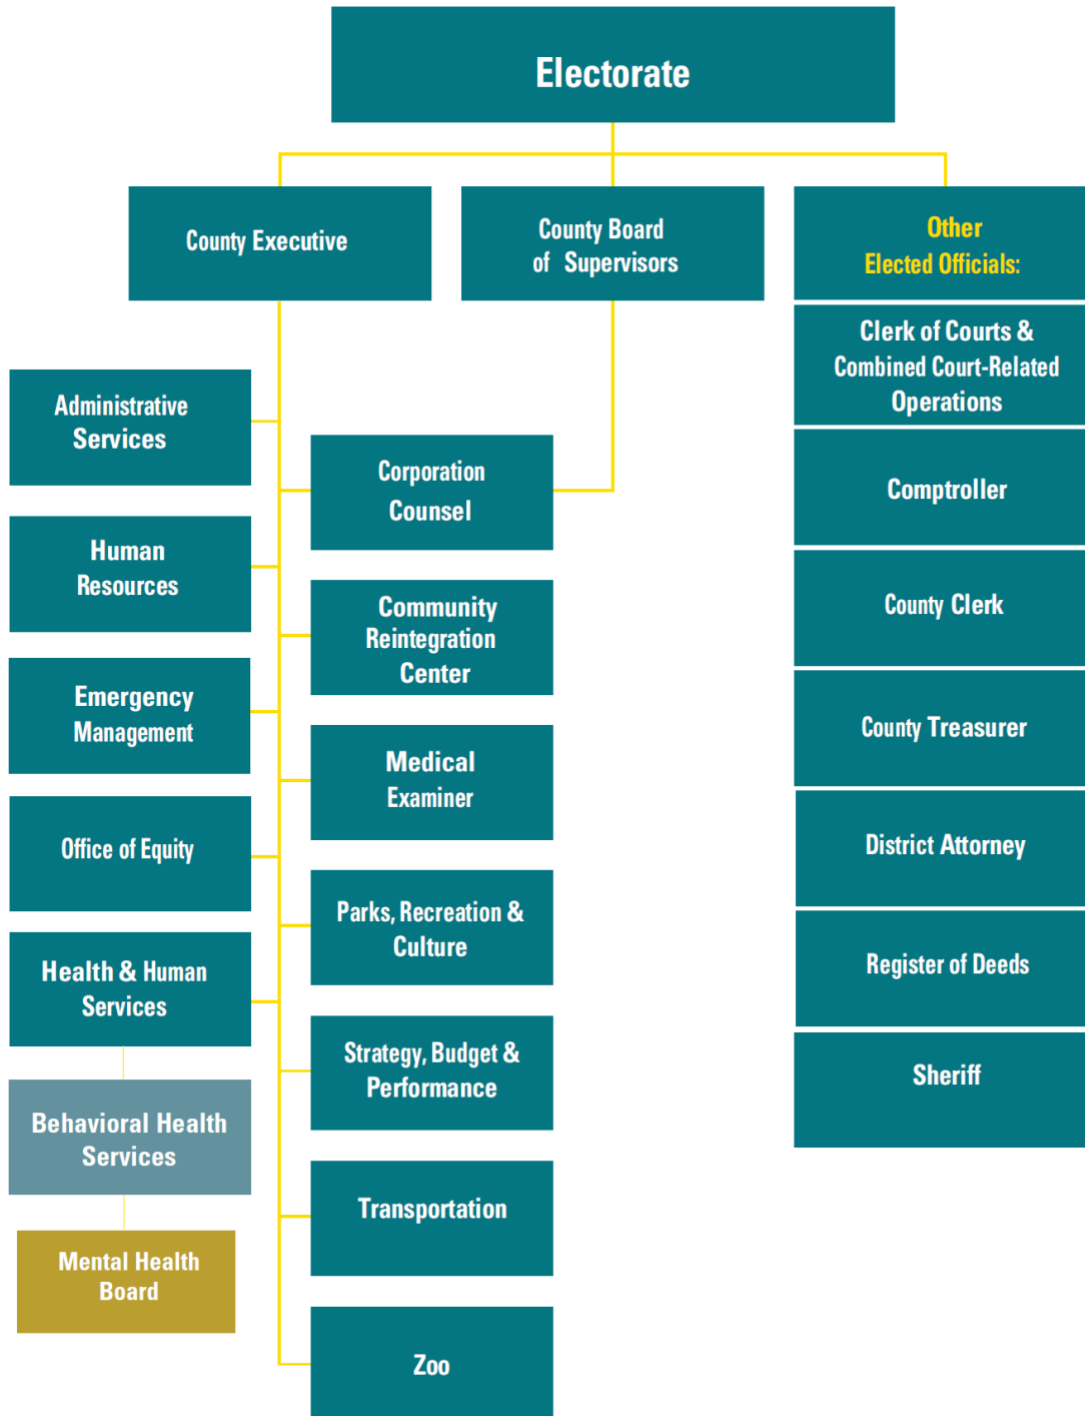 Electorate
County Executive
County Board
of Supervisors
Other
Elected Officials:
Clerk of Courts &
Combined Court-Related
Operations
Comptroller
County Clerk
County Treasurer
District Attorney
Register of Deeds
Sheriff
Administrative
Services
Human
Resources
Emergency
Management
Office of Equity
Health & Human
Services
Behavioral Health
Services
Mental Health
Board
Corporation
Counsel
Community
Reintegration
Center
Medical
Examiner
Parks, Recreation &
Culture
Strategy, Budget &
Performance
Transportation
Zoo